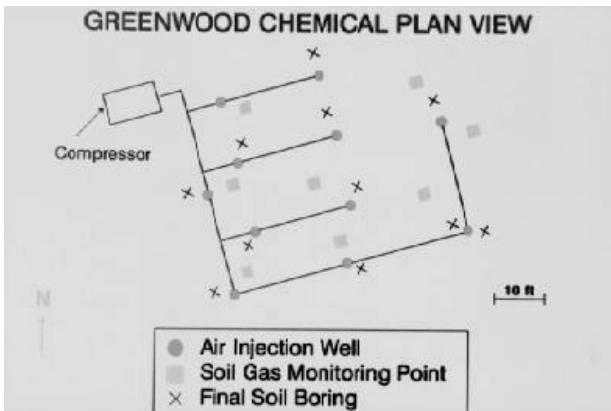 GREENWOOD CHEMICAL PLAN VIEW
Compressor
N
10 ft
Air Injection Well
Soil Gas Monitoring Point
Final Soil Boring